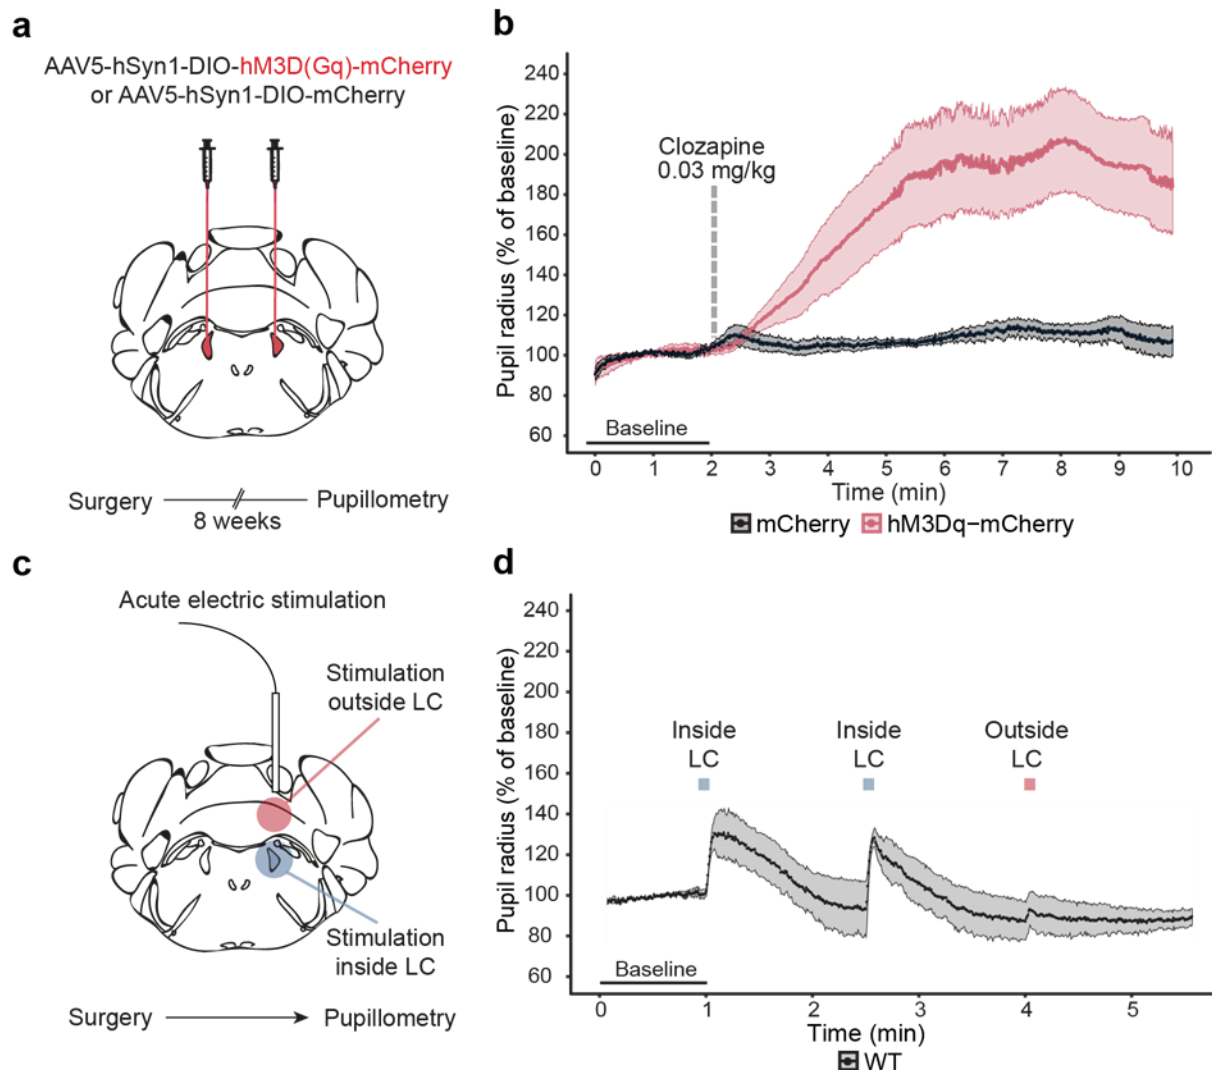 a
AAV5-hSyn1-DIO-hM3D(Gq)-mCherry
or AAV5-hSyn1-DIO-mCherry
Surgery
8 weeks
Pupillometry
b
Pupil radius (% of baseline)
240
220
200
180
160
140
120
100
80
60
Clozapine
0.03 mg/kg
Baseline
0 1 2 3 4 5 6 7 8 9 10
Time (min)
mCherry hM3Dq-mCherry
c
Acute electric stimulation
Stimulation
outside LC
Stimulation
inside LC
Surgery
Pupillometry
d
Pupil radius (% of baseline)
240
220
200
180
160
140
120
100
80
60
Inside
LC
Inside
LC
Outside
LC
Baseline
0 1 2 3 4 5
Time (min)
WT